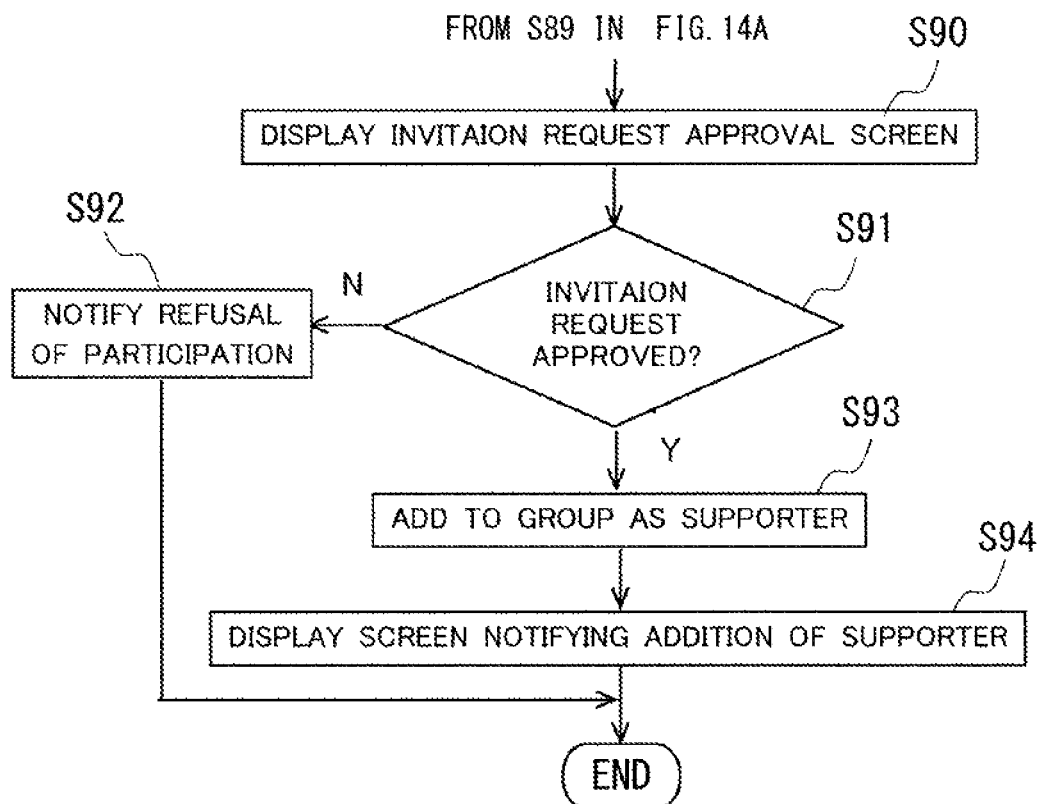 FROM S89 IN FIG.14A
S90
DISPLAY INVITAION REQUEST APPROVAL SCREEN
S91
INVITAION
REQUEST
APPROVED?
N
S92
NOTIFY REFUSAL
OF PARTICIPATION
Y
S93
ADD TO GROUP AS SUPPORTER
S94
DISPLAY SCREEN NOTIFYING ADDITION OF SUPPORTER
END